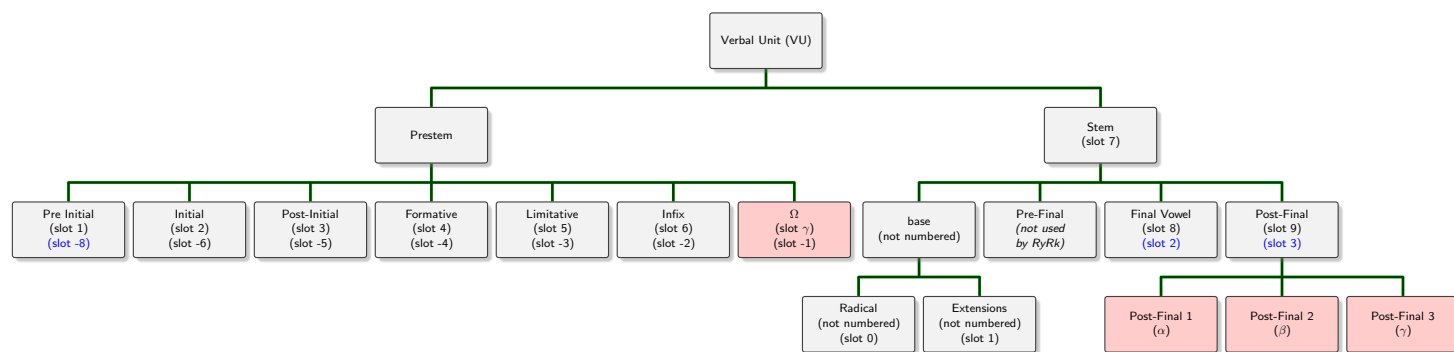 Verbal Unit (VU)
Prestem
Stem
(slot 7)
Pre Initial
(slot 1)
(slot -8)
Initial
(slot 2)
(slot -6)
Post-Initial
(slot 3)
(slot -5)
Formative
(slot 4)
(slot -4)
Limitative
(slot 5)
(slot -3)
Infix
(slot 6)
(slot -2)
Ω
(slot γ)
(slot -1)
base
(not numbered)
Pre-Final
(not used
by RyRk)
Final Vowel
(slot 8)
(slot 2)
Post-Final
(slot 9)
(slot 3)
Radical
(not numbered)
(slot 0)
Extensions
(not numbered)
(slot 1)
Post-Final 1
(α)
Post-Final 2
(β)
Post-Final 3
(γ)